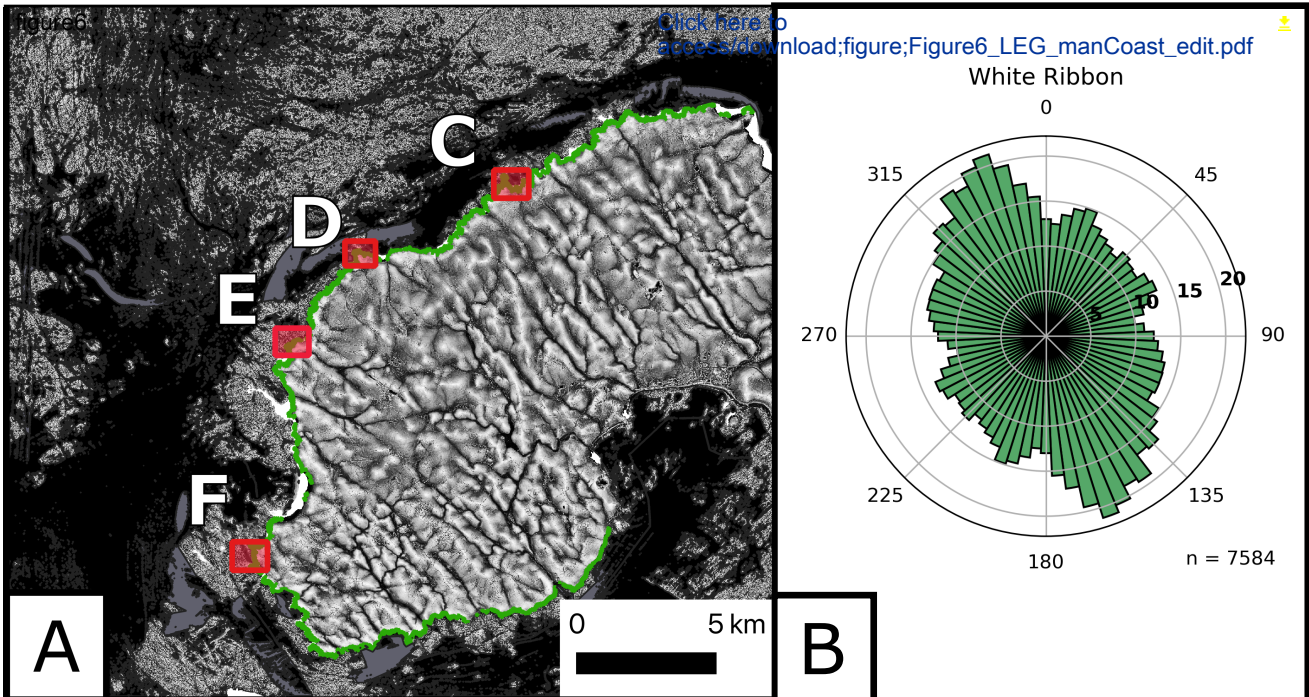 figure6
Click here to
access/download;figure;Figure6_LEG_manCoast_edit.pdf
White Ribbon
0
45
90
135
180
225
270
315
5
10
15
20
n = 7584
C
D
E
F
A
0 5 km
B